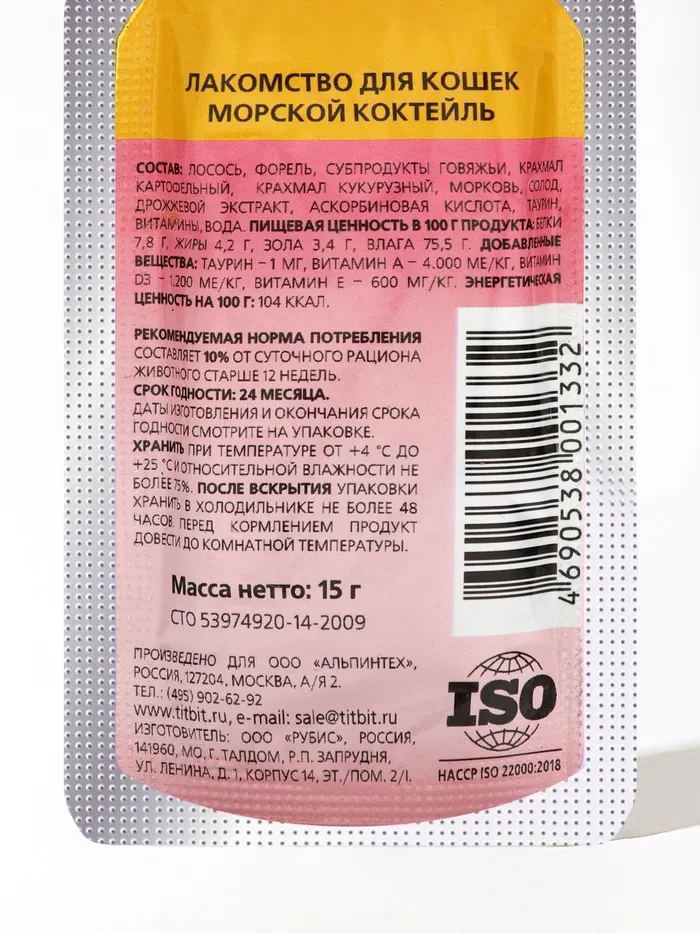 ЛАКОМСТВО ДЛЯ КОШЕК
МОРСКОЙ КОКТЕЙЛЬ
СОСТАВ: ЛОСОСЬ, ФОРЕЛЬ, СУБПРОДУКТЫ ГОВЯЖЬИ, КРАХМАЛ
КАРТОФЕЛЬНЫЙ, КРАХМАЛ КУКУРУЗНЫЙ, МОРКОВЬ, СОЛОД,
ДРОЖЖЕВОЙ ЭКСТРАКТ, АСКОРБИНОВАЯ КИСЛОТА, ТАУРИН,
ВИТАМИНЫ, ВОДА. ПИЩЕВАЯ ЦЕННОСТЬ В 100 Г ПРОДУКТА: БЕЛКИ
7,8 Г, ЖИРЫ 4,2 Г, ЗОЛА 3,4 Г, ВЛАГА 75,5 Г. ДОБАВЛЕННЫЕ
ВЕЩЕСТВА: ТАУРИН – 1 МГ, ВИТАМИН А – 4.000 МЕ/КГ, ВИТАМИН
D3 – 1.200 МЕ/КГ, ВИТАМИН Е – 600 МГ/КГ. ЭНЕРГЕТИЧЕСКАЯ
ЦЕННОСТЬ НА 100 Г: 104 ККАЛ.
РЕКОМЕНДУЕМАЯ НОРМА ПОТРЕБЛЕНИЯ
СОСТАВЛЯЕТ 10% ОТ СУТОЧНОГО РАЦИОНА
ЖИВОТНОГО СТАРШЕ 12 НЕДЕЛЬ.
СРОК ГОДНОСТИ: 24 МЕСЯЦА.
ДАТЫ ИЗГОТОВЛЕНИЯ И ОКОНЧАНИЯ СРОКА
ГОДНОСТИ СМОТРИТЕ НА УПАКОВКЕ.
ХРАНИТЬ ПРИ ТЕМПЕРАТУРЕ ОТ +4 °С ДО
+25 °С И ОТНОСИТЕЛЬНОЙ ВЛАЖНОСТИ НЕ
БОЛЕЕ 75%. ПОСЛЕ ВСКРЫТИЯ УПАКОВКИ
ХРАНИТЬ В ХОЛОДИЛЬНИКЕ НЕ БОЛЕЕ 48
ЧАСОВ. ПЕРЕД КОРМЛЕНИЕМ ПРОДУКТ
ДОВЕСТИ ДО КОМНАТНОЙ ТЕМПЕРАТУРЫ.
4 690538 001332
Масса нетто: 15 г
СТО 53974920-14-2009
ПРОИЗВЕДЕНО ДЛЯ ООО «АЛЬПИНТЕХ»,
РОССИЯ, 127204, МОСКВА, А/Я 2.
ТЕЛ.: (495) 902-62-92
www.titbit.ru, e-mail: sale@titbit.ru
ИЗГОТОВИТЕЛЬ: ООО «РУБИС», РОССИЯ,
141960, МО, Г. ТАЛДОМ, Р.П. ЗАПРУДНЯ,
УЛ. ЛЕНИНА, Д. 1, КОРПУС 14, ЭТ./ПОМ. 2/I.
ISO
HACCP ISO 22000:2018